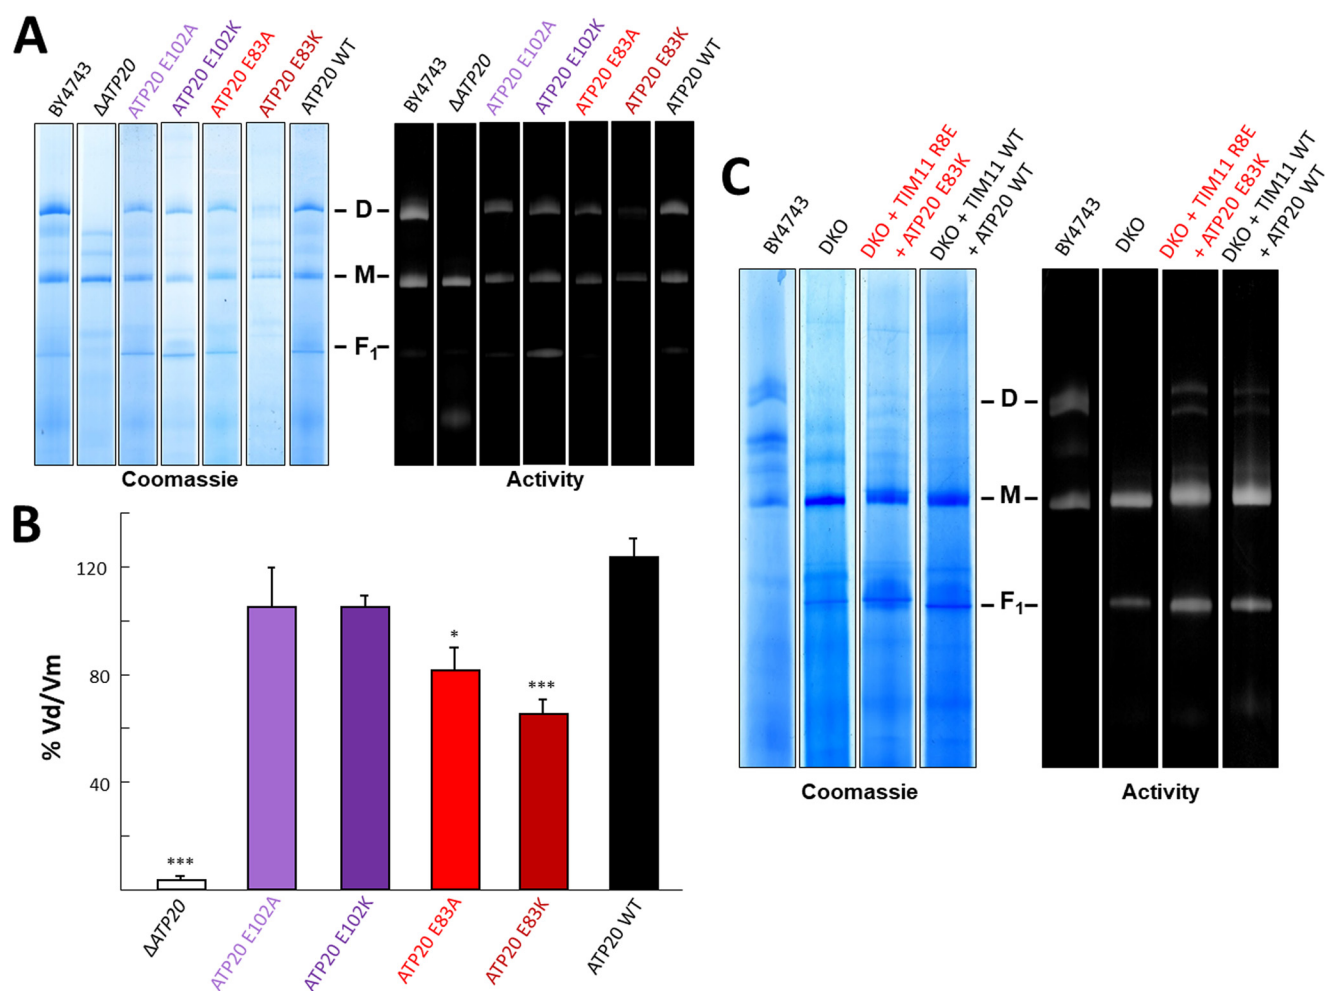 A
BY4743
ΔATP20
ATP20 E102A
ATP20 E102K
ATP20 E83A
ATP20 E83K
ATP20 WT
BY4743
ΔATP20
ATP20 E102A
ATP20 E102K
ATP20 E83A
ATP20 E83K
ATP20 WT
– D –
– M –
– F₁–
Coomassie
Activity
B
% Vd/Vm
120
80
40
***
*
***
ΔATP20
ATP20 E102A
ATP20 E102K
ATP20 E83A
ATP20 E83K
ATP20 WT
C
BY4743
DKO
DKO + TIM11 R8E
+ ATP20 E83K
DKO + TIM11 WT
+ ATP20 WT
BY4743
DKO
DKO + TIM11 R8E
+ ATP20 E83K
DKO + TIM11 WT
+ ATP20 WT
– D –
– M –
– F₁–
Coomassie
Activity